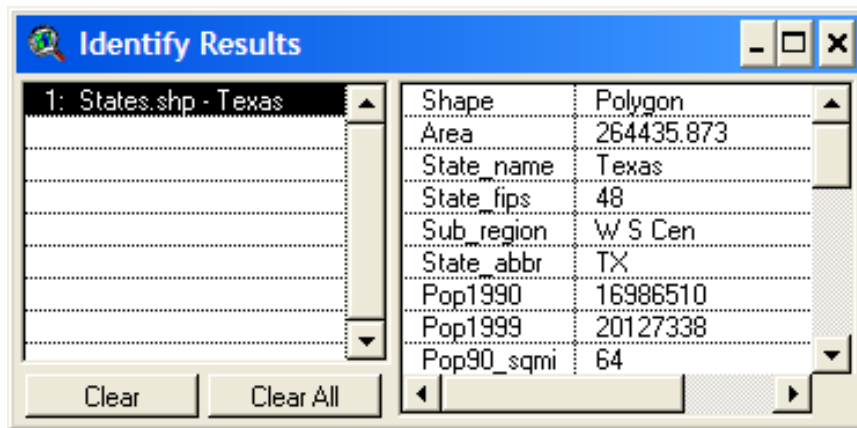 Identify Results
1: States.shp - Texas
Shape Polygon
Area 264435.873
State_name Texas
State_fips 48
Sub_region W S Cen
State_abbr TX
Pop1990 16986510
Pop1999 20127338
Pop90_sqmi 64
Clear Clear All